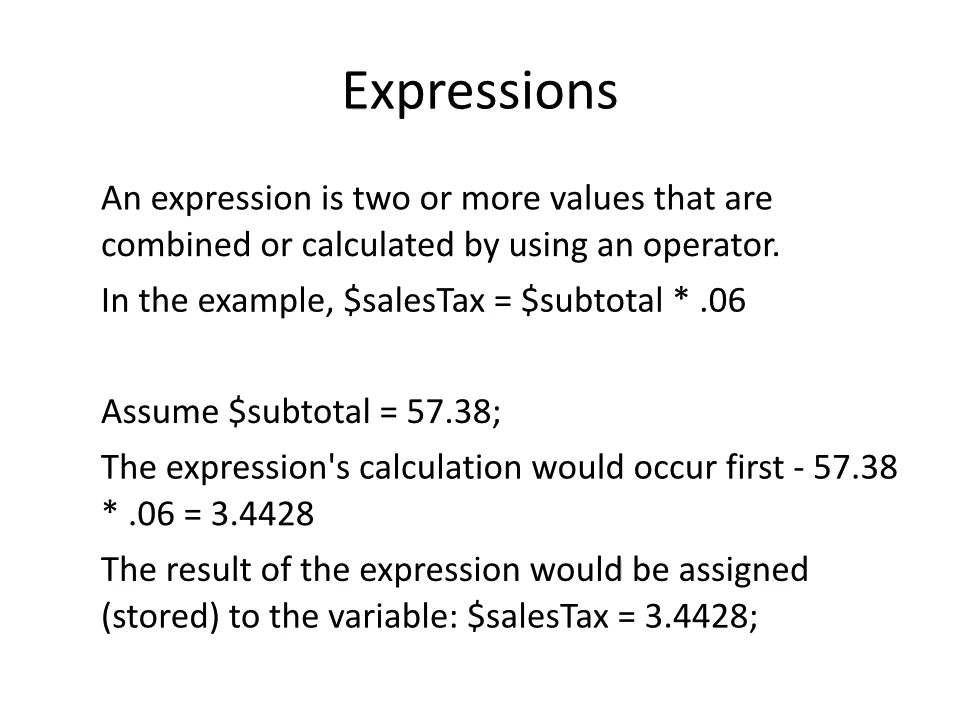 Expressions
An expression is two or more values that are
combined or calculated by using an operator.
In the example, $salesTax = $subtotal * .06
Assume $subtotal = 57.38;
The expression's calculation would occur first - 57.38
* .06 = 3.4428
The result of the expression would be assigned
(stored) to the variable: $salesTax = 3.4428;